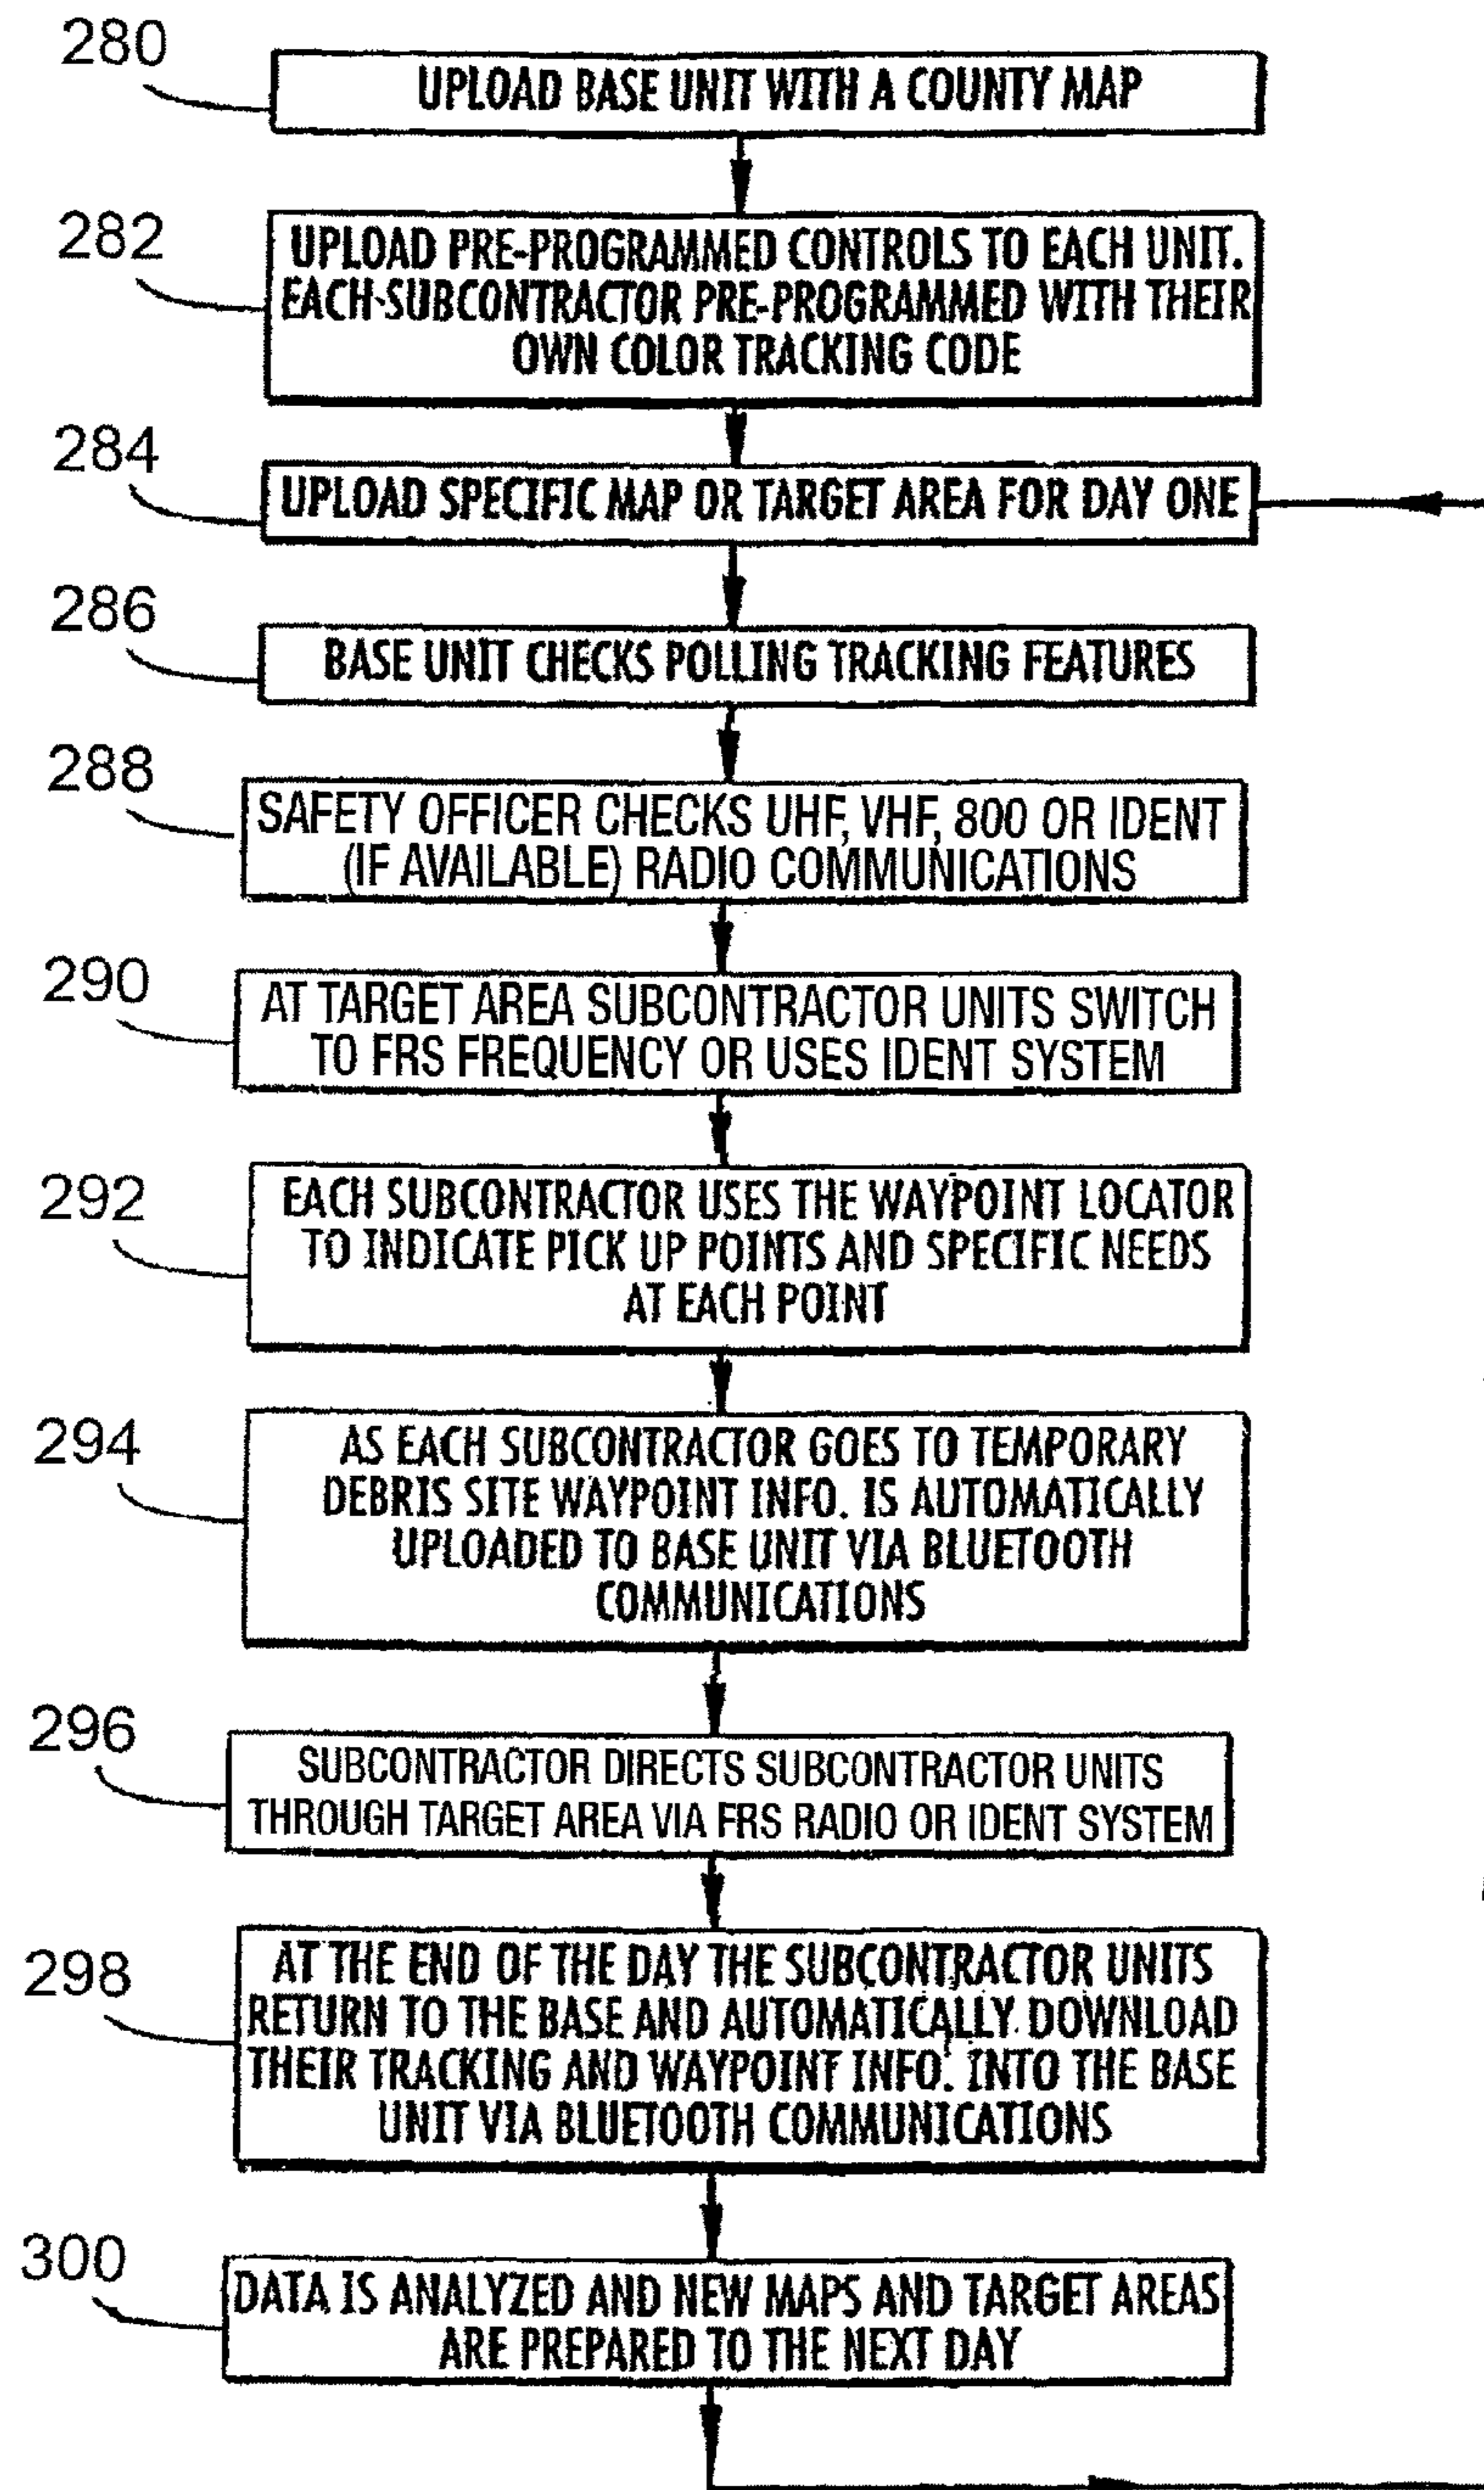 280
UPLOAD BASE UNIT WITH A COUNTY MAP
282
UPLOAD PRE-PROGRAMMED CONTROLS TO EACH UNIT.
EACH-SUBCONTRACTOR PRE-PROGRAMMED WITH THEIR
OWN COLOR TRACKING CODE
284
UPLOAD SPECIFIC MAP OR TARGET AREA FOR DAY ONE
286
BASE UNIT CHECKS POLLING TRACKING FEATURES
288
SAFETY OFFICER CHECKS UHF, VHF, 800 OR IDENT
(IF AVAILABLE) RADIO COMMUNICATIONS
290
AT TARGET AREA SUBCONTRACTOR UNITS SWITCH
TO FRS FREQUENCY OR USES IDENT SYSTEM
292
EACH SUBCONTRACTOR USES THE WAYPOINT LOCATOR
TO INDICATE PICK UP POINTS AND SPECIFIC NEEDS
AT EACH POINT
294
AS EACH SUBCONTRACTOR GOES TO TEMPORARY
DEBRIS SITE WAYPOINT INFO. IS AUTOMATICALLY
UPLOADED TO BASE UNIT VIA BLUETOOTH
COMMUNICATIONS
296
SUBCONTRACTOR DIRECTS SUBCONTRACTOR UNITS
THROUGH TARGET AREA VIA FRS RADIO OR IDENT SYSTEM
298
AT THE END OF THE DAY THE SUBCONTRACTOR UNITS
RETURN TO THE BASE AND AUTOMATICALLY DOWNLOAD
THEIR TRACKING AND WAYPOINT INFO. INTO THE BASE
UNIT VIA BLUETOOTH COMMUNICATIONS
300
DATA IS ANALYZED AND NEW MAPS AND TARGET AREAS
ARE PREPARED TO THE NEXT DAY